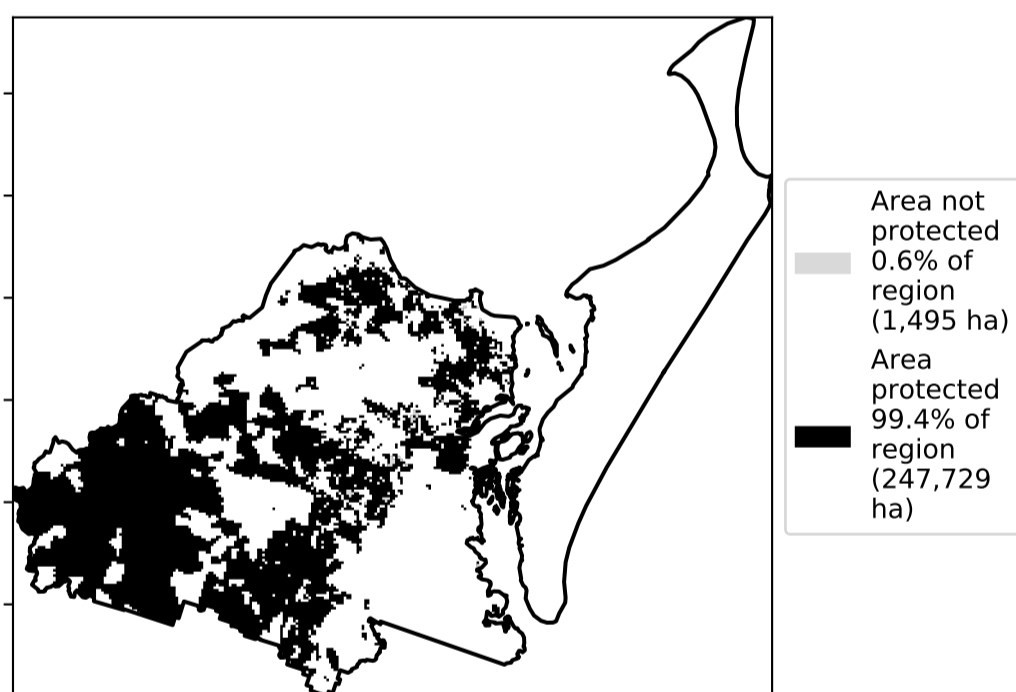 Area not
protected
0.6% of
region
(1,495 ha)
Area
protected
99.4% of
region
(247,729
ha)